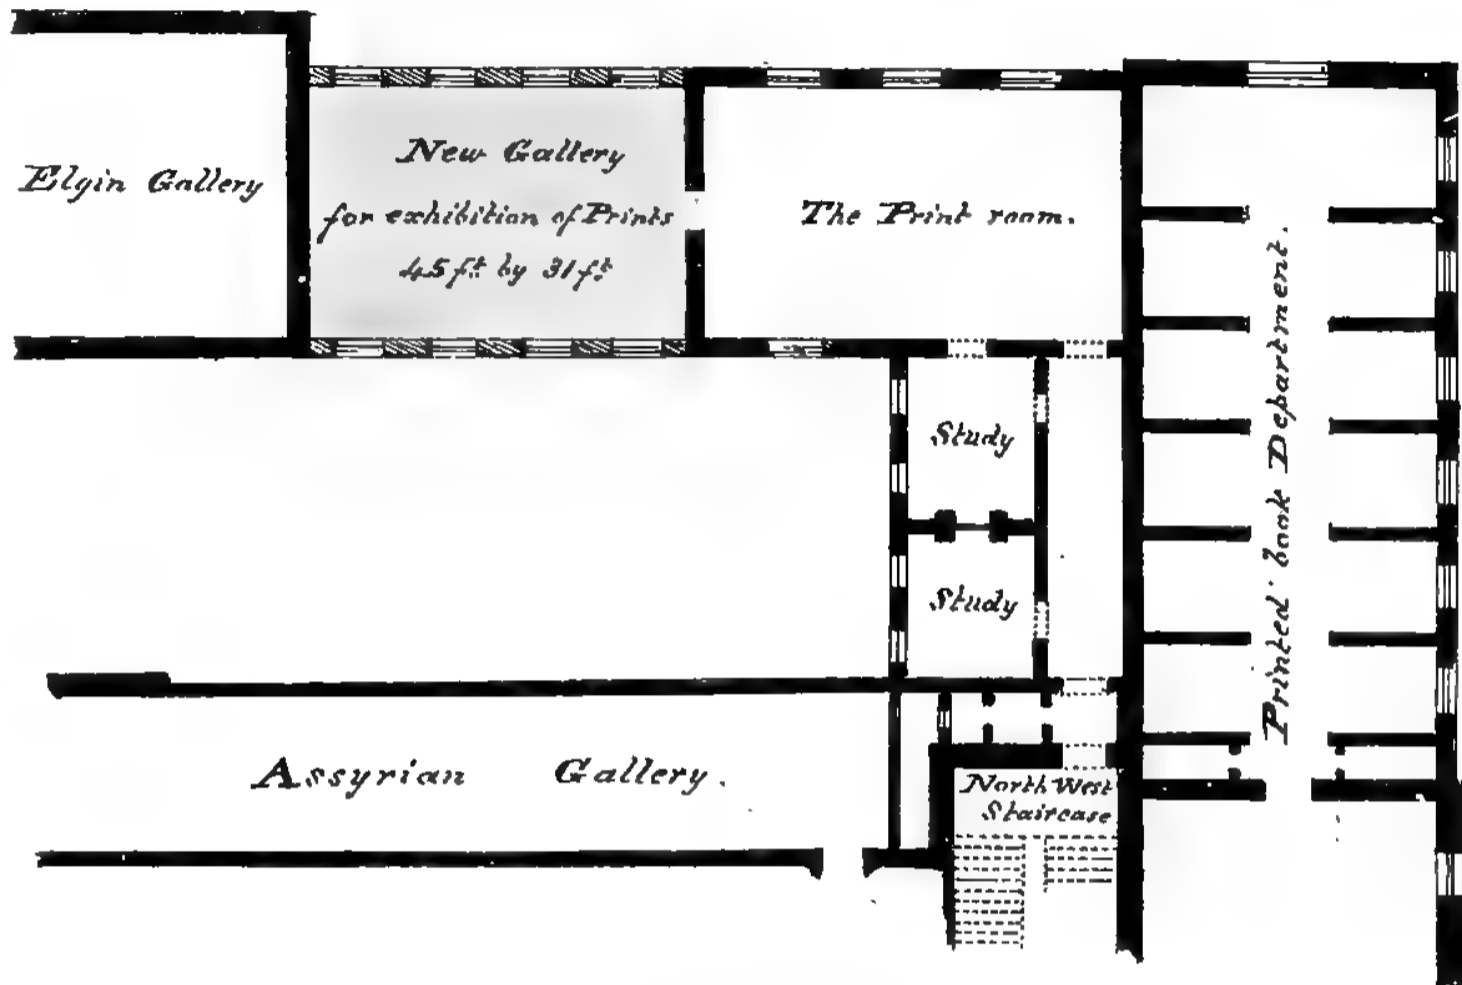 Elgin Gallery
New Gallery
for exhibition of Prints
45 ft. by 31 ft.
The Print room.
Printed book Department.
Study
Study
Assyrian Gallery.
North West
Staircase